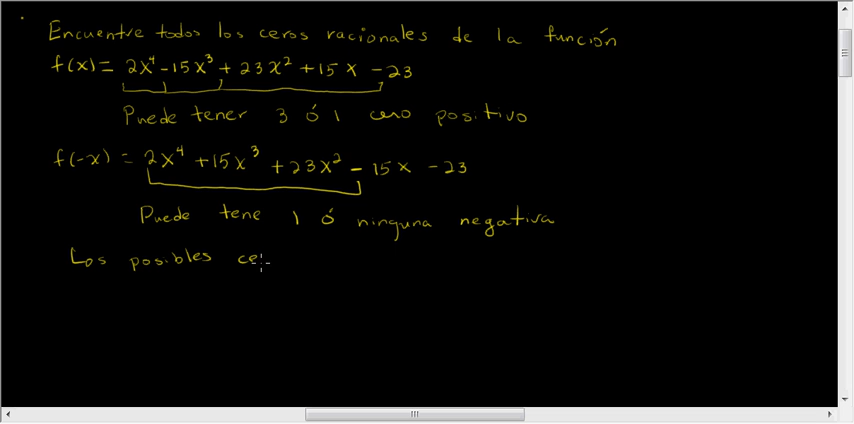 Encuentre todos los ceros racionales de la función
f(x) = 2x⁴ - 15x³ + 23x² + 15x - 23
Puede tener 3 ó 1 cero positivo
f(-x) = 2x⁴ + 15x³ + 23x² - 15x - 23
Puede tene 1 ó ninguna negativa
Los posibles ce